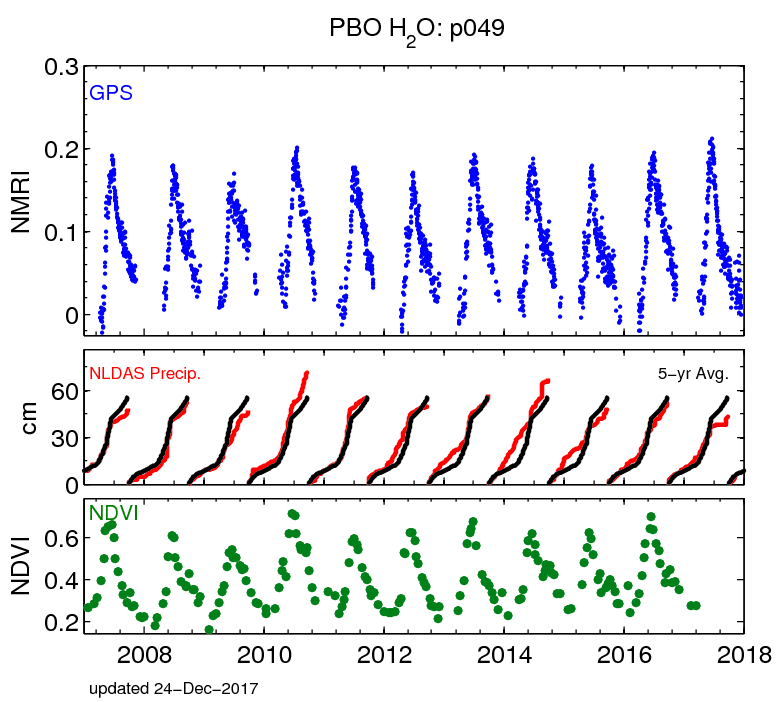 PBO H₂O: p049
0.3
GPS
0.2
NMRI
0.1
0
NLDAS Precip.
5-yr Avg.
60
cm
30
0
NDVI
0.6
NDVI
0.4
0.2
2008 2010 2012 2014 2016 2018
updated 24-Dec-2017